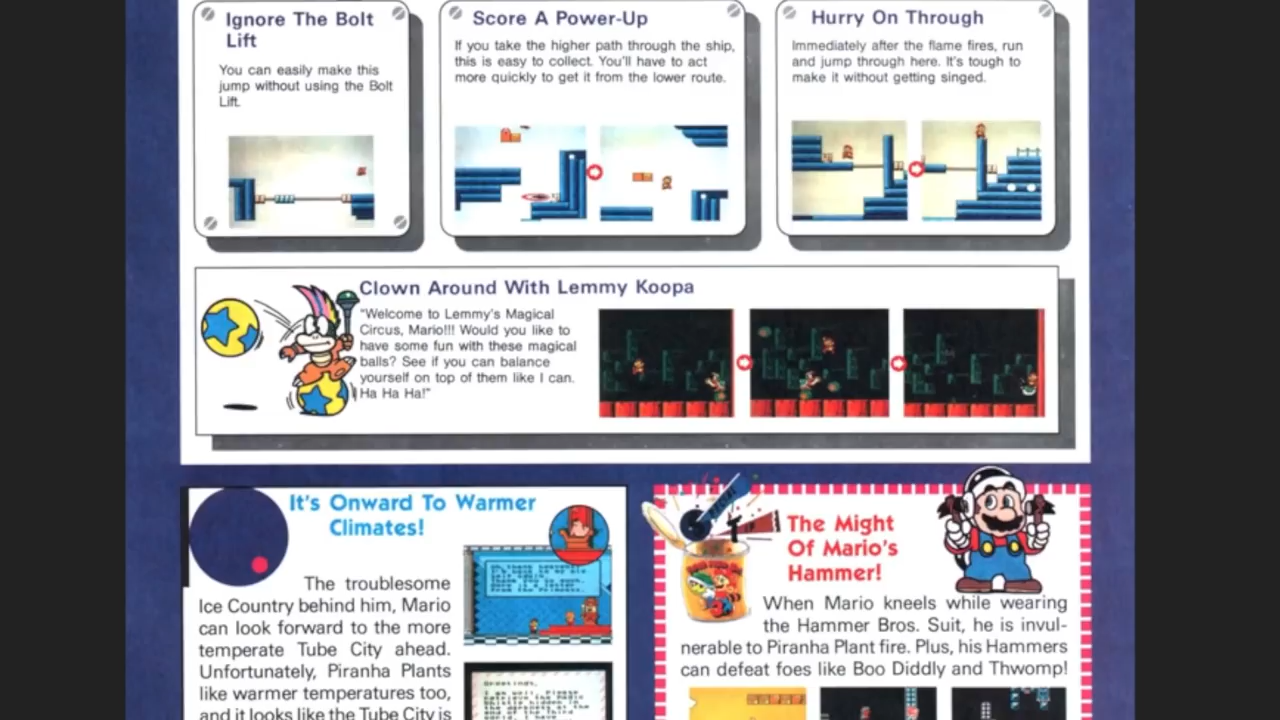 Ignore The Bolt
Lift
You can easily make this
jump without using the Bolt
Lift.
Score A Power-Up
If you take the higher path through the ship,
this is easy to collect. You'll have to act
more quickly to get it from the lower route.
Hurry On Through
Immediately after the flame fires, run
and jump through here. It's tough to
make it without getting singed.
Clown Around With Lemmy Koopa
"Welcome to Lemmy's Magical
Circus, Mario!!! Would you like to
have some fun with these magical
balls? See if you can balance
yourself on top of them like I can.
Ha Ha Ha!"
It's Onward To Warmer
Climates!
The troublesome
Ice Country behind him, Mario
can look forward to the more
temperate Tube City ahead.
Unfortunately, Piranha Plants
like warmer temperatures too,
and it looks like the Tube City is
The Might
Of Mario's
Hammer!
When Mario kneels while wearing
the Hammer Bros. Suit, he is invul-
nerable to Piranha Plant fire. Plus, his Hammers
can defeat foes like Boo Diddly and Thwomp!